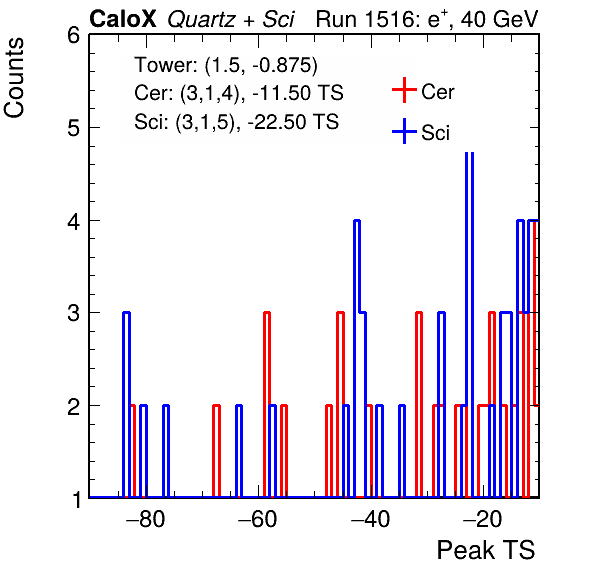 CaloX Quartz + Sci Run 1516: e+, 40 GeV
Tower: (1.5, -0.875)
Cer: (3,1,4), -11.50 TS
Sci: (3,1,5), -22.50 TS
Cer
Sci
Counts
6
5
4
3
2
1
−80 −60 −40 −20
Peak TS